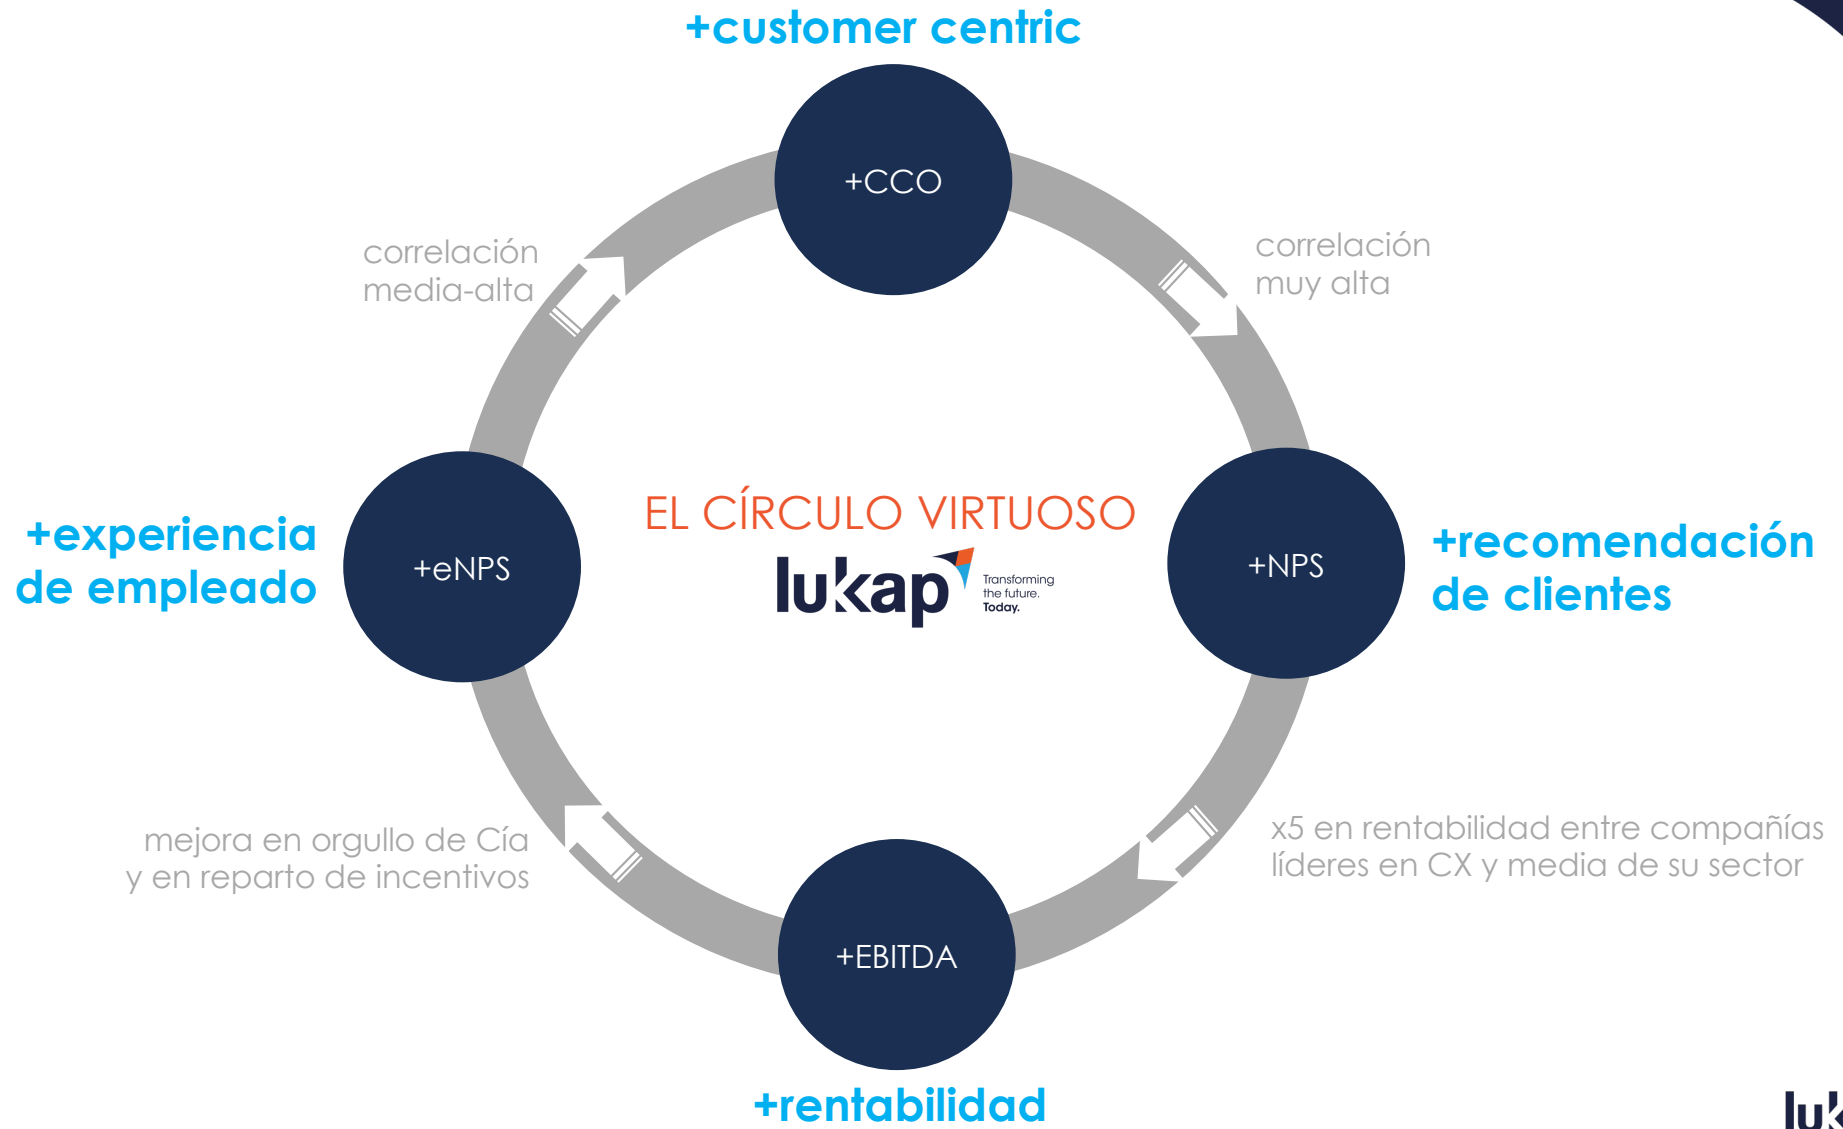 +customer centric
+CCO
correlación
media-alta
correlación
muy alta
EL CÍRCULO VIRTUOSO
lukap
Transforming
the future.
Today.
+experiencia
de empleado
+eNPS
+NPS
+recomendación
de clientes
mejora en orgullo de Cía
y en reparto de incentivos
x5 en rentabilidad entre compañías
líderes en CX y media de su sector
+EBITDA
+rentabilidad